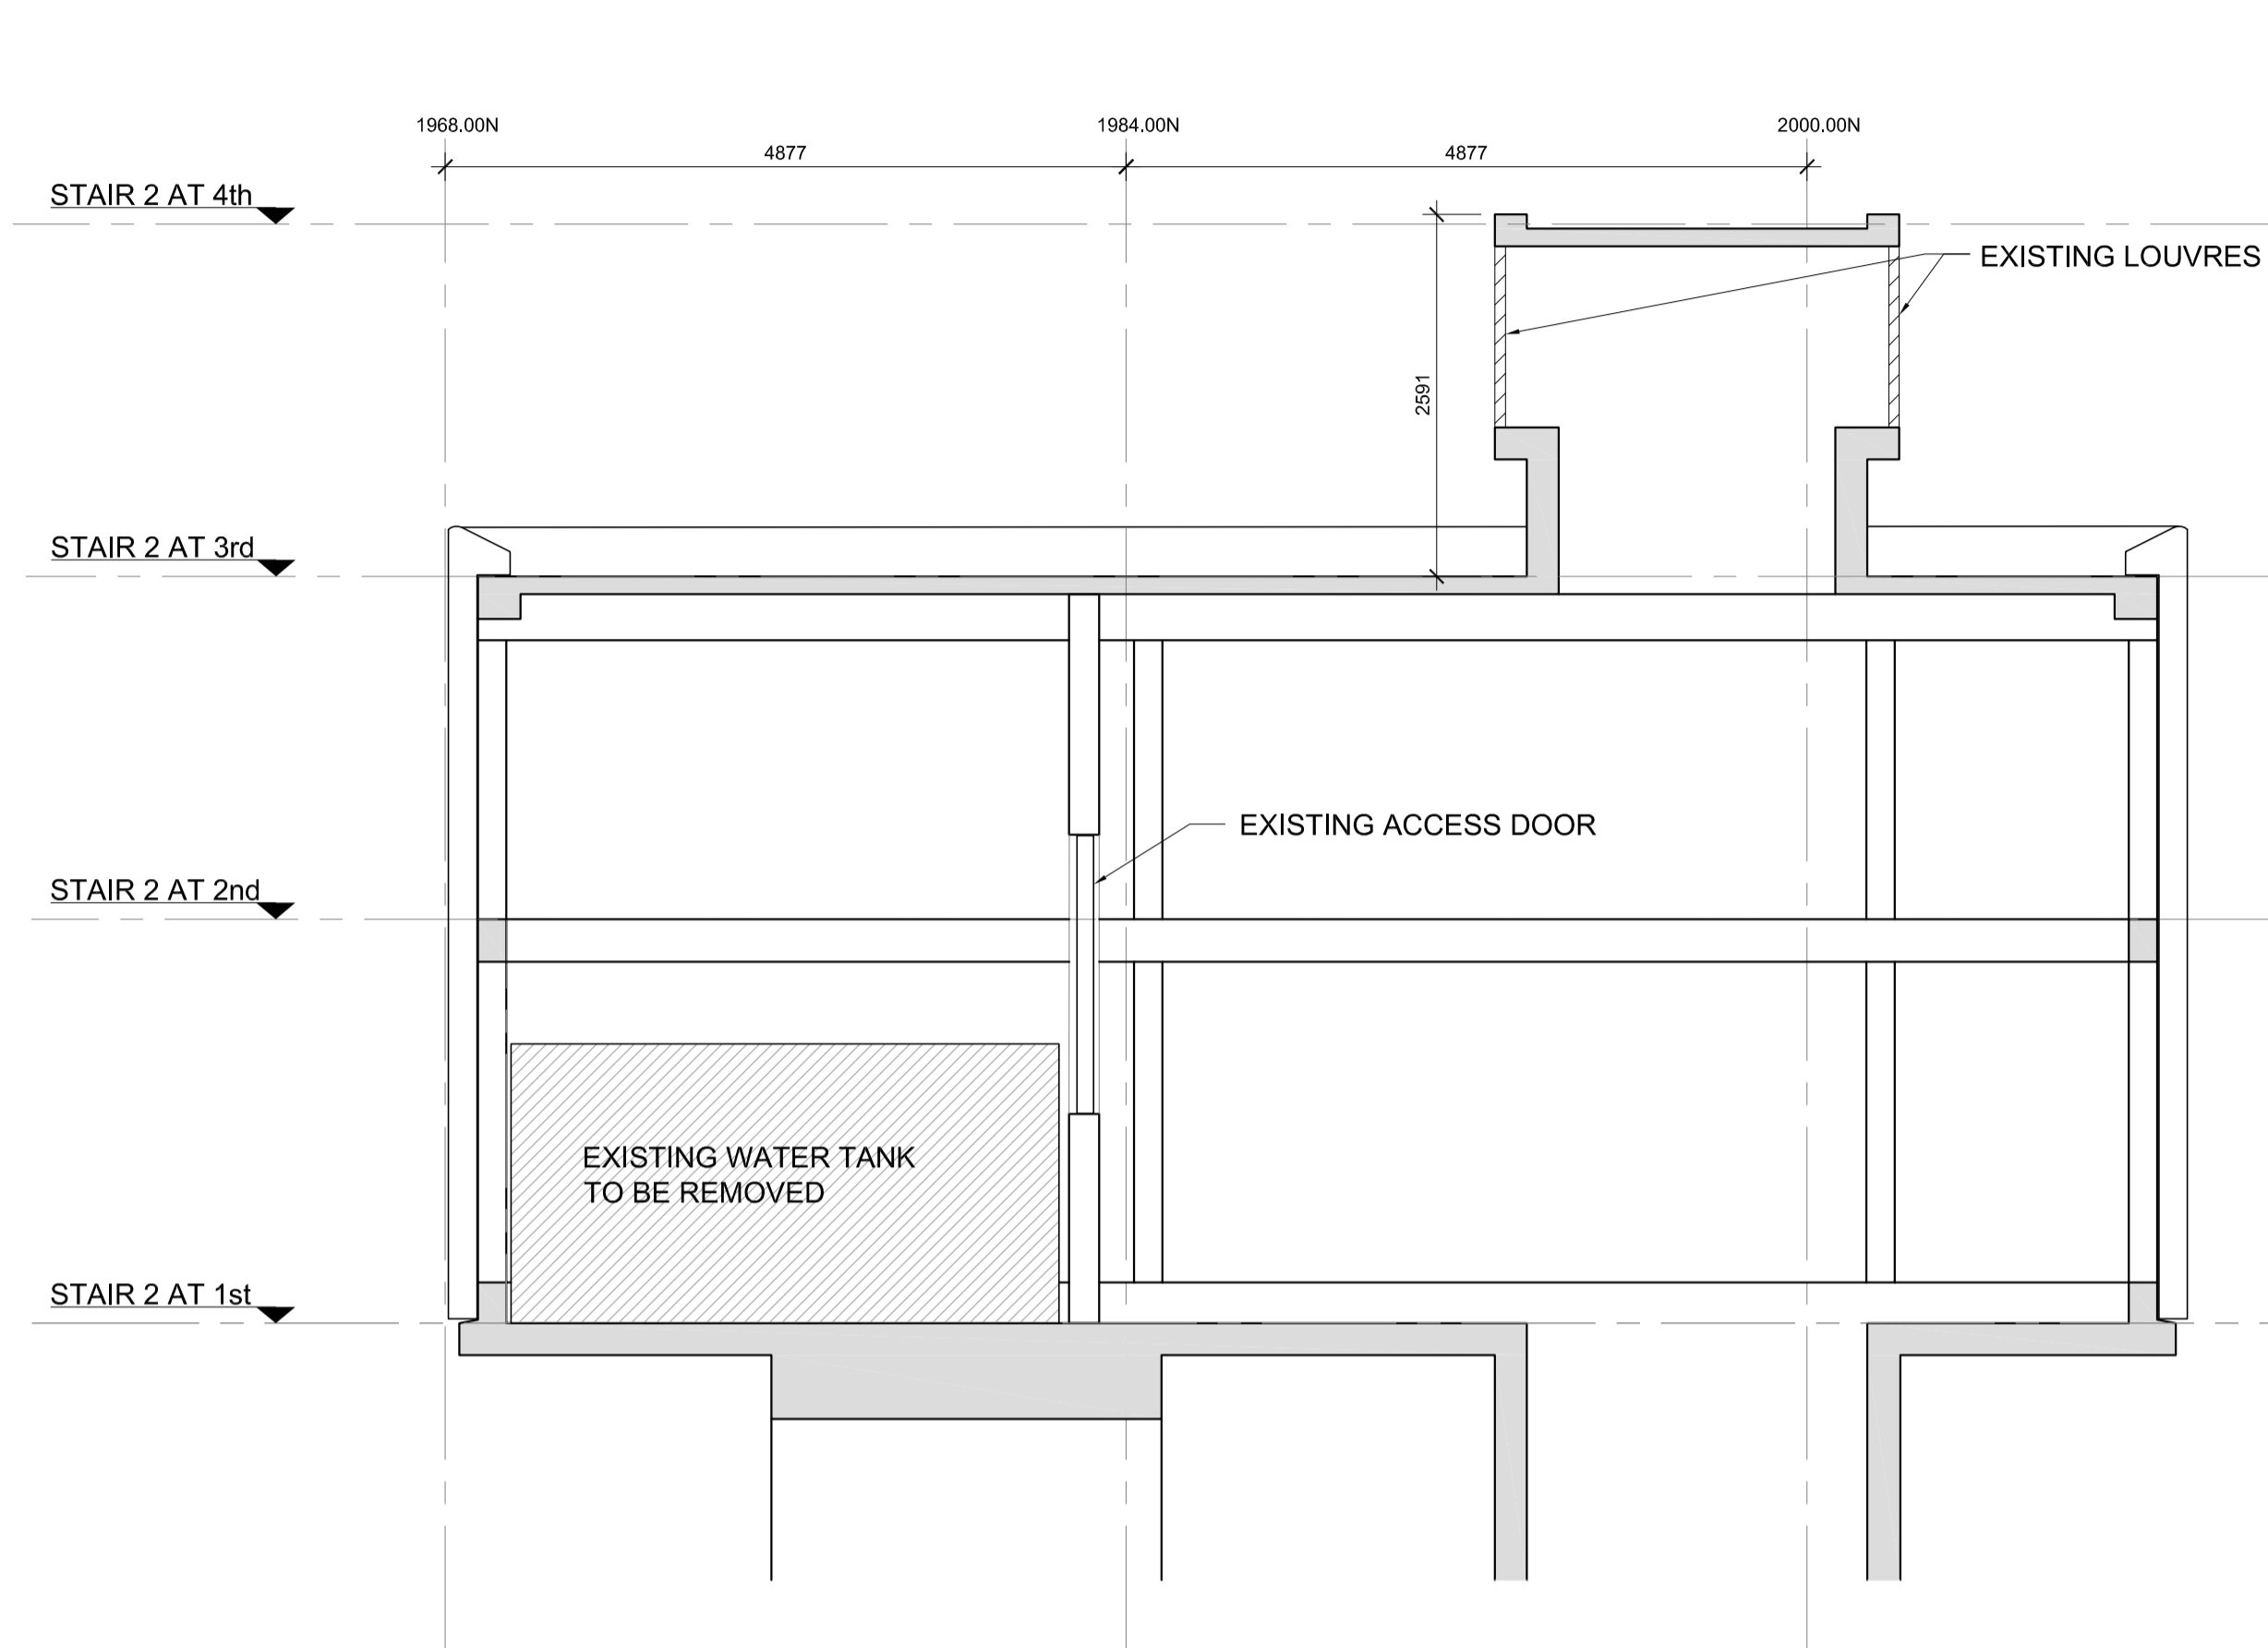 1968.00N
1984.00N
2000.00N
4877
4877
STAIR 2 AT 4th
EXISTING LOUVRES
2591
STAIR 2 AT 3rd
EXISTING ACCESS DOOR
STAIR 2 AT 2nd
EXISTING WATER TANK
TO BE REMOVED
STAIR 2 AT 1st